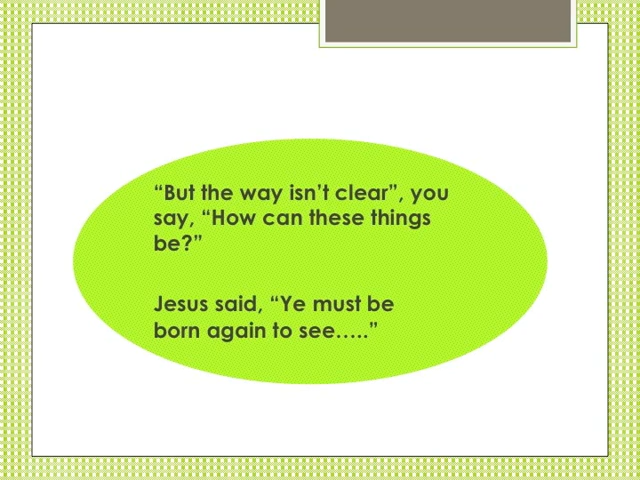 “But the way isn’t clear”, you
say, “How can these things
be?”
Jesus said, “Ye must be
born again to see…..”